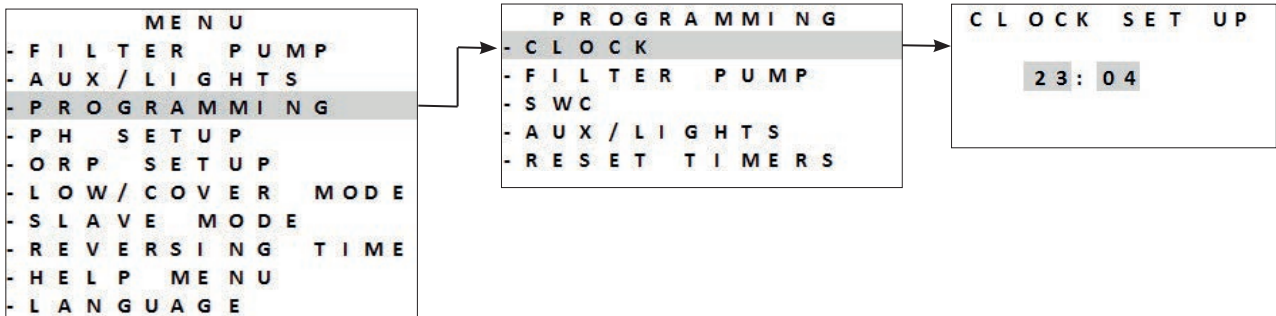 MENU
-FILTER PUMP
-AUX/LIGHTS
-PROGRAMMING
-PH SETUP
-ORP SETUP
-LOW/COVER MODE
-SLAVE MODE
-REVERSING TIME
-HELP MENU
-LANGUAGE
PROGRAMMING
-CLOCK
-FILTER PUMP
-SWC
-AUX/LIGHTS
-RESET TIMERS
CLOCK SET UP
23:04